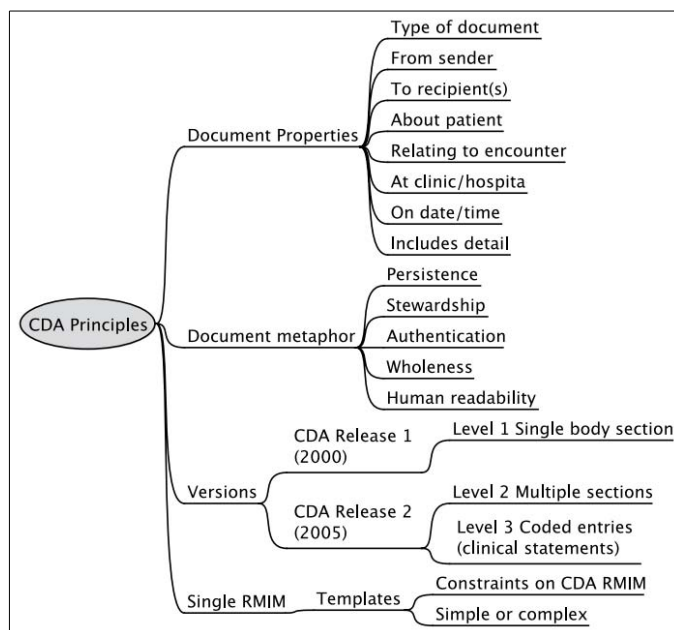 CDA Principles
Document Properties
Type of document
From sender
To recipient(s)
About patient
Relating to encounter
At clinic/hospita
On date/time
Includes detail
Document metaphor
Persistence
Stewardship
Authentication
Wholeness
Human readability
Versions
CDA Release 1
(2000)
Level 1 Single body section
CDA Release 2
(2005)
Level 2 Multiple sections
Level 3 Coded entries
(clinical statements)
Single RMIM
Templates
Constraints on CDA RMIM
Simple or complex